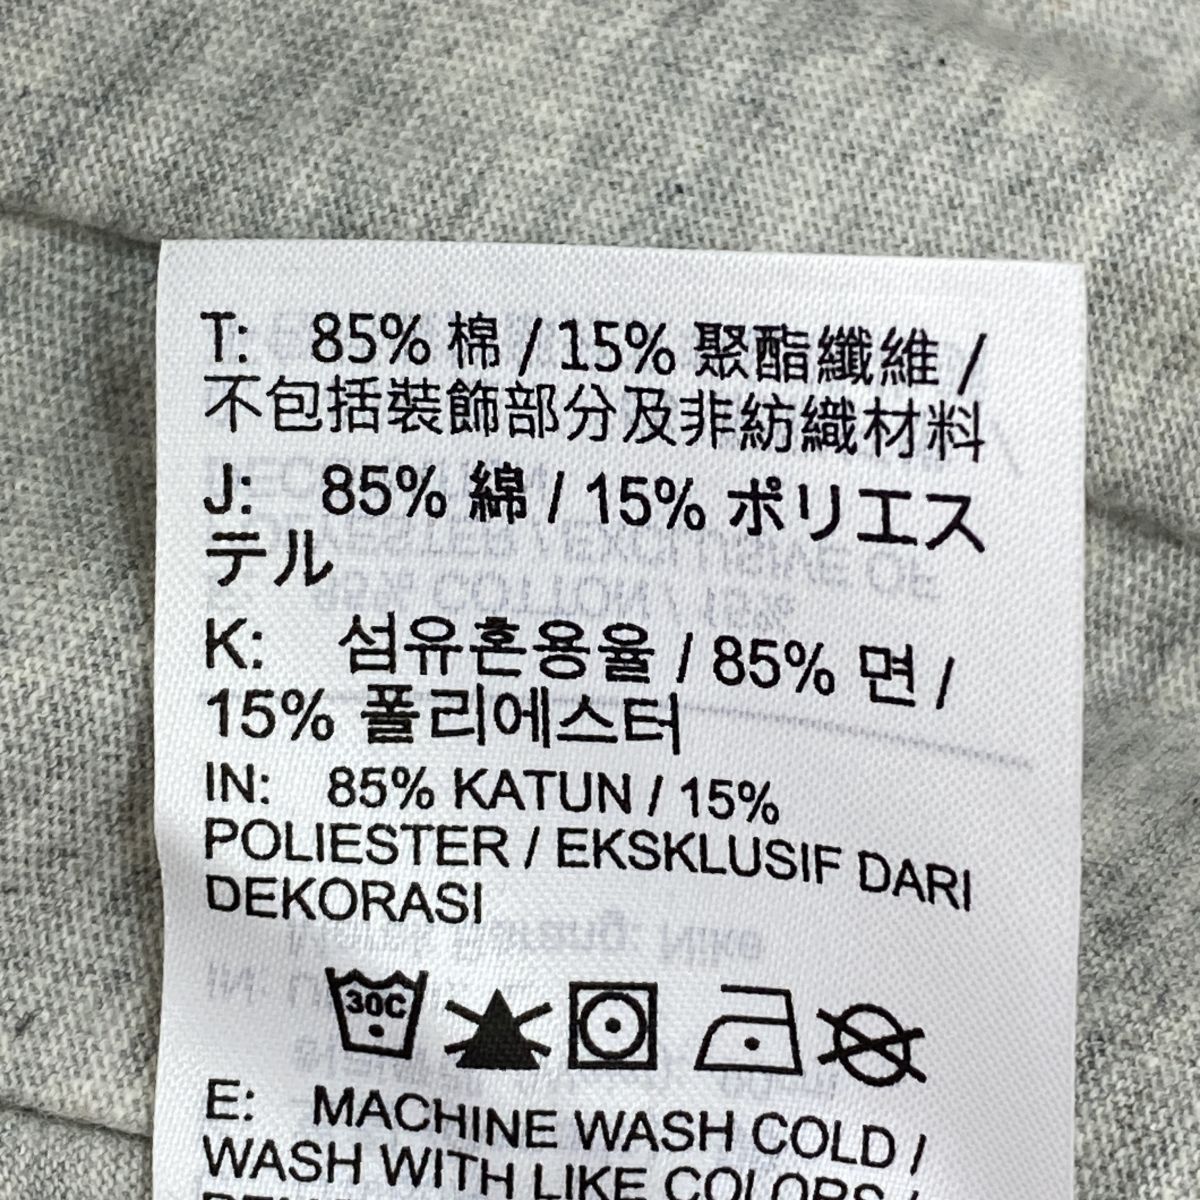 T: 85% 棉 / 15% 聚酯纖維 /
不包括裝飾部分及非紡織材料
J: 85% 綿 / 15% ポリエス
テル
K: 섬유혼용율 / 85% 면 /
15% 폴리에스터
IN: 85% KATUN / 15%
POLIESTER / EKSKLUSIF DARI
DEKORASI
30C
E: MACHINE WASH COLD /
WASH WITH LIKE COLORS /